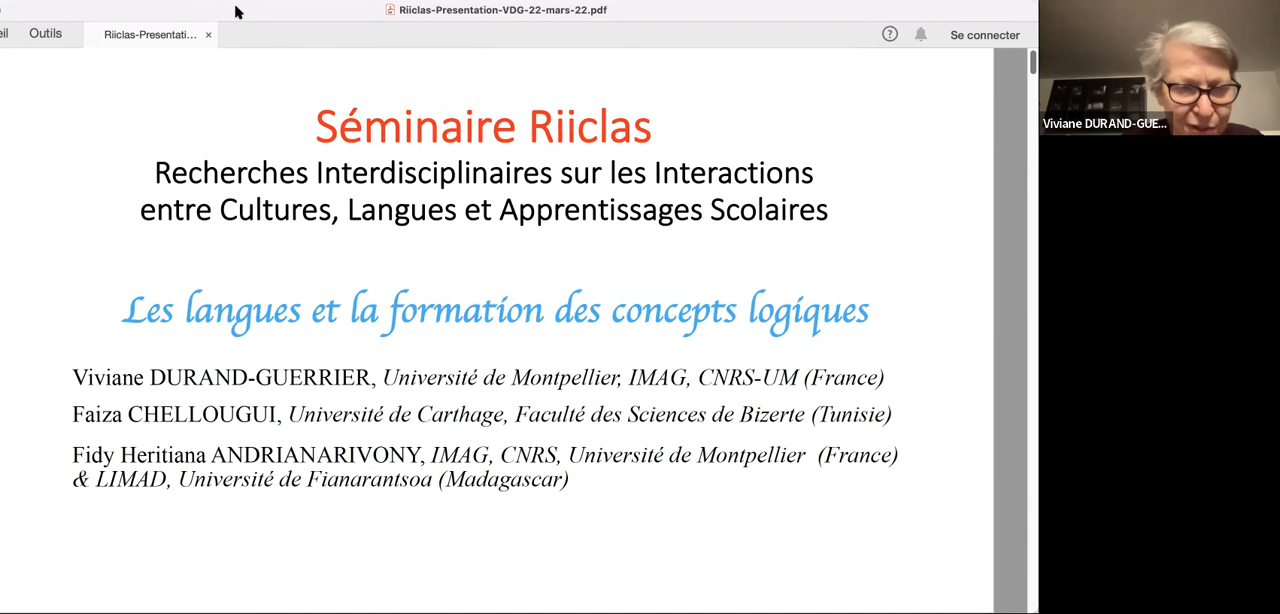 Riiclas-Presentation-VDG-22-mars-22.pdf
eil Outils Riiclas-Presentati... × ? Se connecter
Séminaire Riiclas
Recherches Interdisciplinaires sur les Interactions
entre Cultures, Langues et Apprentissages Scolaires
Les langues et la formation des concepts logiques
Viviane DURAND-GUERRIER, Université de Montpellier, IMAG, CNRS-UM (France)
Faiza CHELLOUGUI, Université de Carthage, Faculté des Sciences de Bizerte (Tunisie)
Fidy Heritiana ANDRIANARIVONY, IMAG, CNRS, Université de Montpellier (France)
& LIMAD, Université de Fianarantsoa (Madagascar)
Viviane DURAND-GUE...